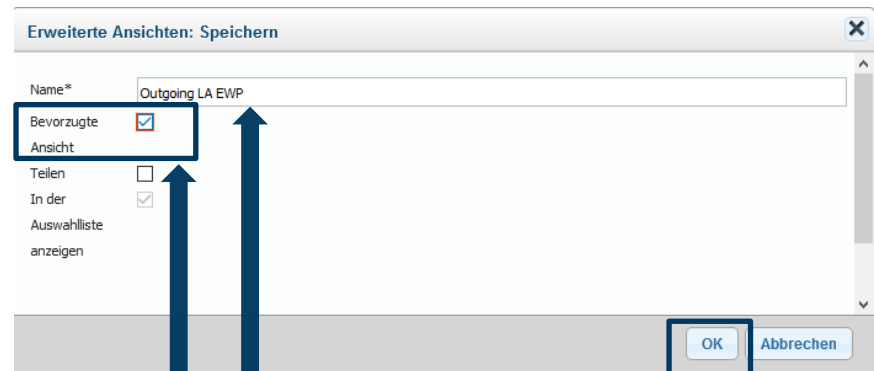 Erweiterte Ansichten: Speichern
Name*
Outgoing LA EWP
Bevorzugte
Ansicht
Teilen
In der
Auswahlliste
anzeigen
OK
Abbrechen